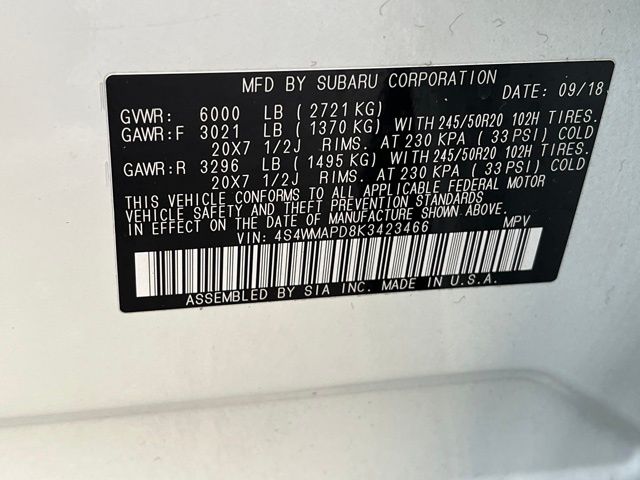 MFD BY SUBARU CORPORATION DATE: 09/18
GVWR: 6000 LB ( 2721 KG)
GAWR:F 3021 LB ( 1370 KG) WITH 245/50R20 102H TIRES.
20X7 1/2J RIMS. AT 230 KPA ( 33 PSI) COLD
GAWR:R 3296 LB ( 1495 KG) WITH 245/50R20 102H TIRES.
20X7 1/2J RIMS. AT 230 KPA ( 33 PSI) COLD
THIS VEHICLE CONFORMS TO ALL APPLICABLE FEDERAL MOTOR
VEHICLE SAFETY AND THEFT PREVENTION STANDARDS
IN EFFECT ON THE DATE OF MANUFACTURE SHOWN ABOVE.
VIN: 4S4WMAPD8K3423466 MPV
ASSEMBLED BY SIA INC. MADE IN U.S.A.